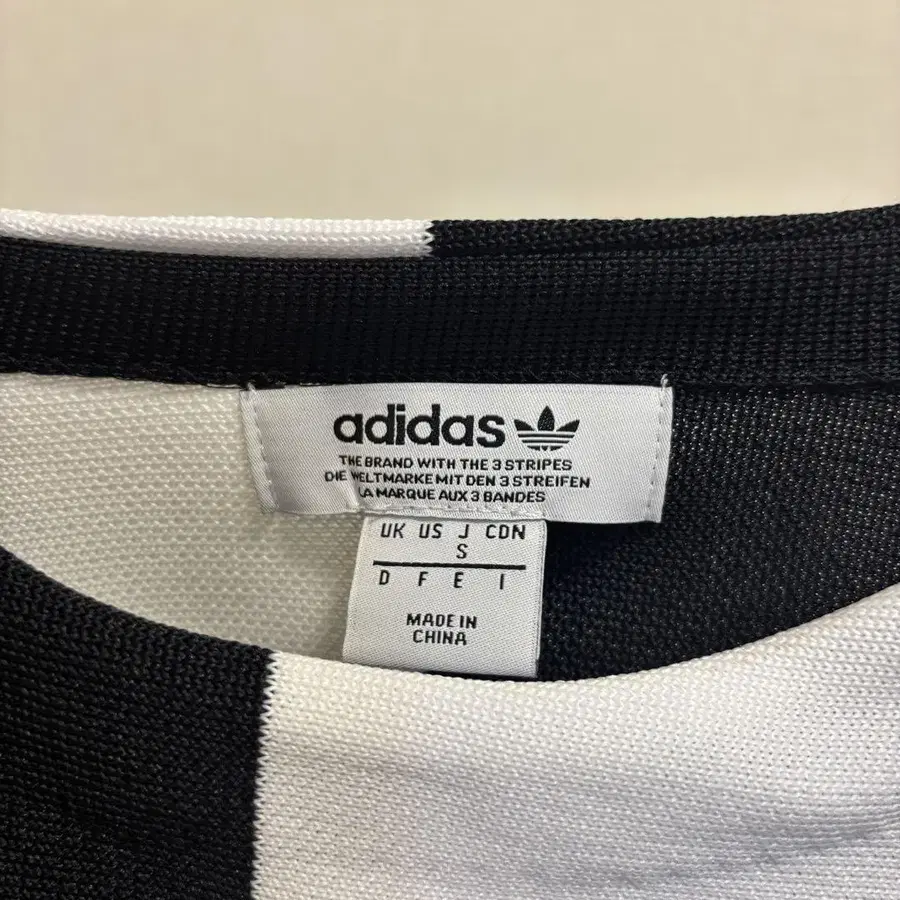 adidas
THE BRAND WITH THE 3 STRIPES
DIE WELTMARKE MIT DEN 3 STREIFEN
LA MARQUE AUX 3 BANDES
UK US J CDN
S
D F E I
MADE IN
CHINA